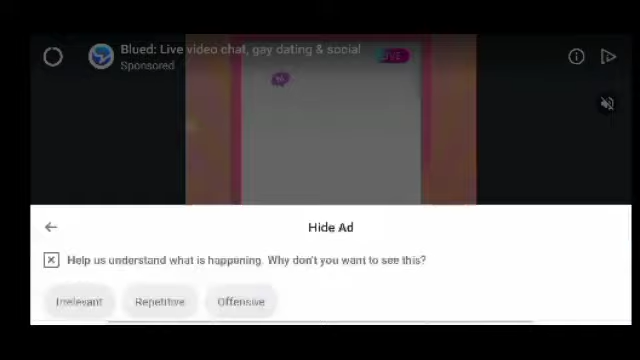 Blued: Live video chat, gay dating & social
LIVE
Sponsored
Hi
Hide Ad
Help us understand what is happening. Why don't you want to see this?
Irrelevant
Repetitive
Offensive